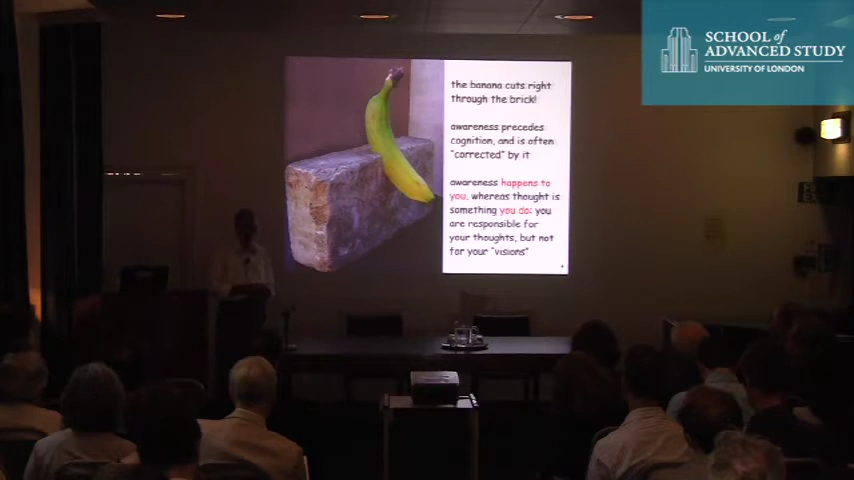 SCHOOL of
ADVANCED STUDY
UNIVERSITY OF LONDON
the banana cuts right
through the brick!
awareness precedes
cognition, and is often
"corrected" by it
awareness happens to
you, whereas thought is
something you do: you
are responsible for
your thoughts, but not
for your "visions"